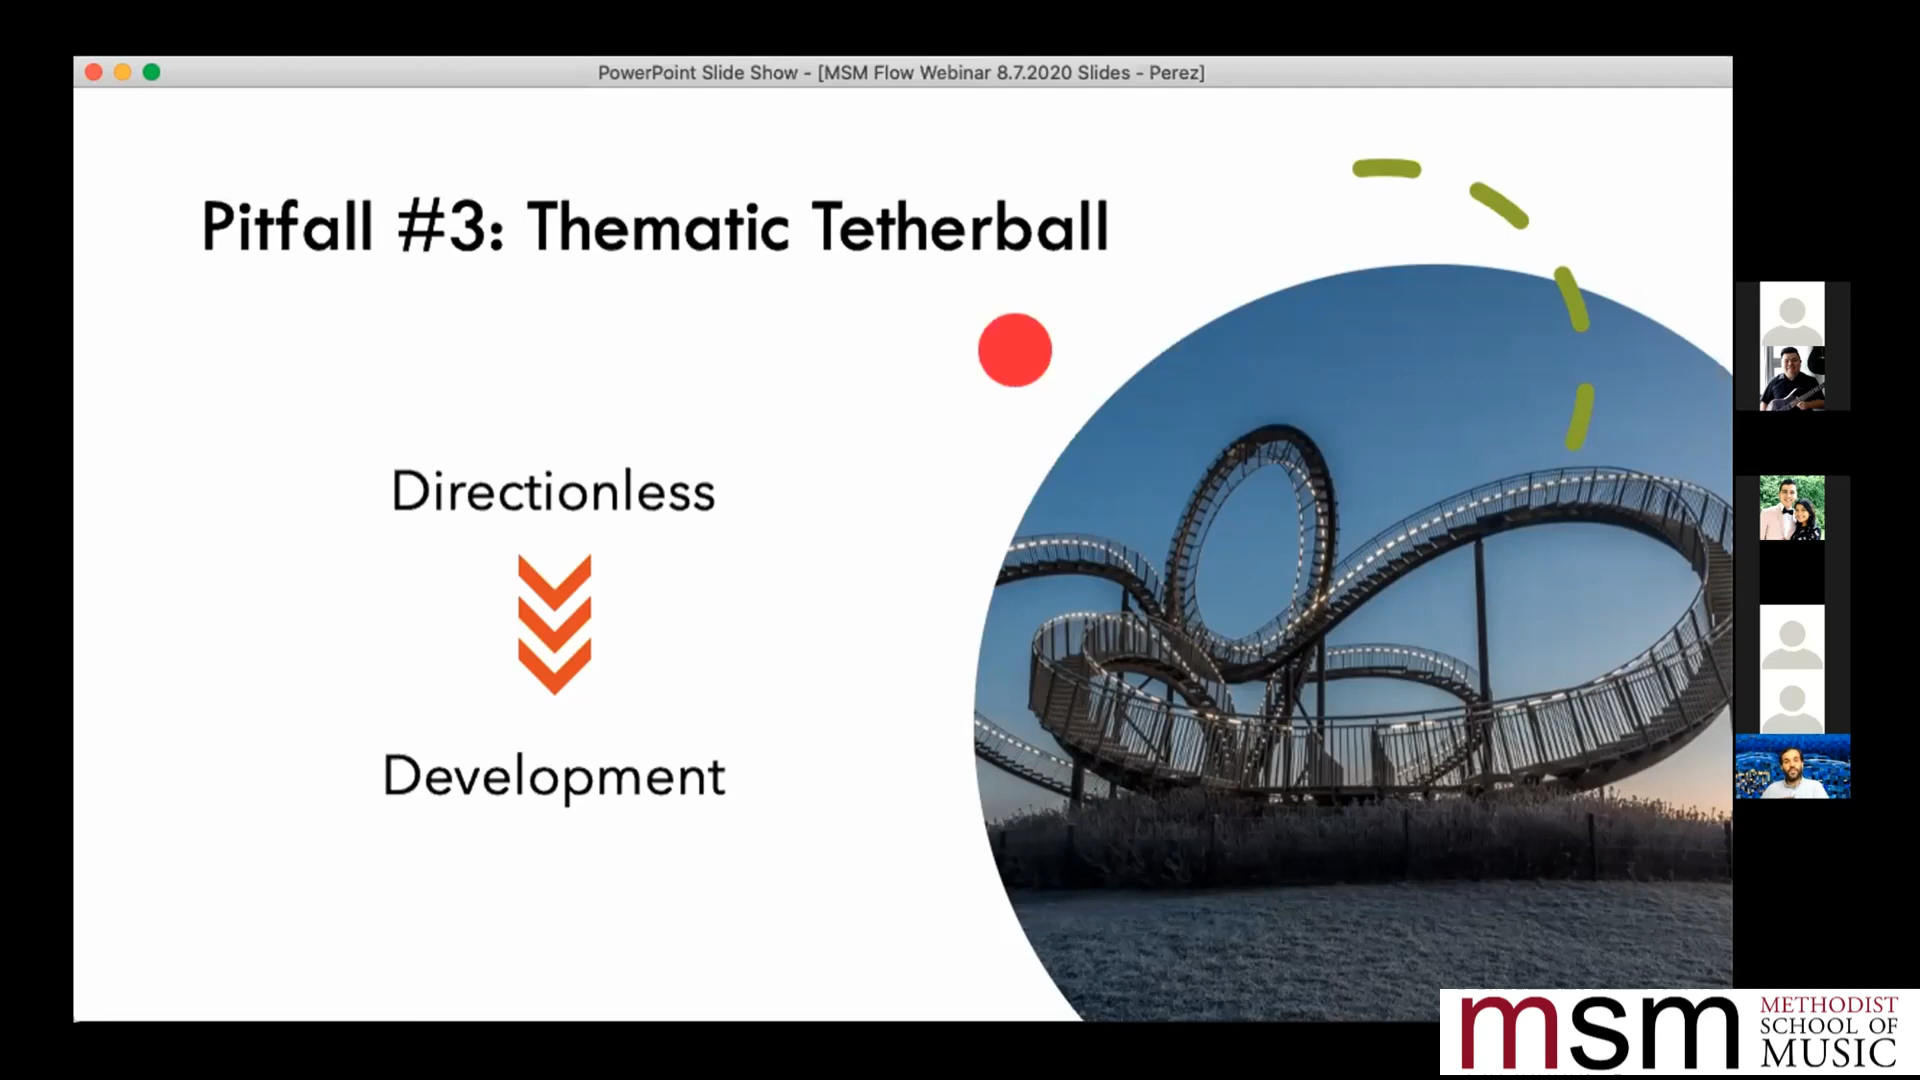 PowerPoint Slide Show - [MSM Flow Webinar 8.7.2020 Slides - Perez]
Pitfall #3: Thematic Tetherball
Directionless
Development
msm
METHODIST
SCHOOL OF
MUSIC